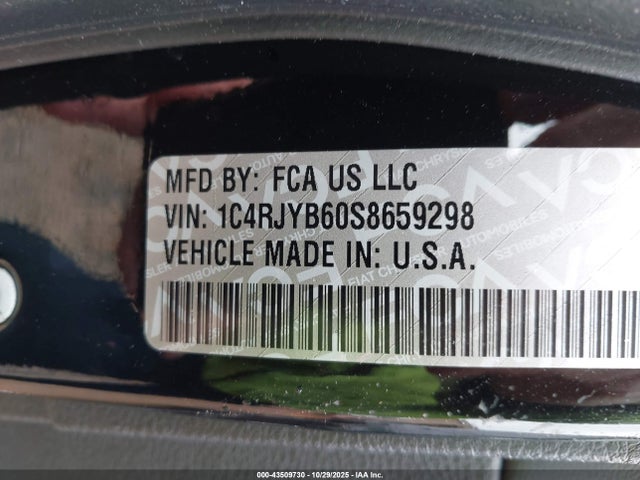 MFD BY: FCA US LLC
VIN: 1C4RJYB60S8659298
VEHICLE MADE IN: U.S.A.
000-43509730 | 10/29/2025 | IAA Inc.